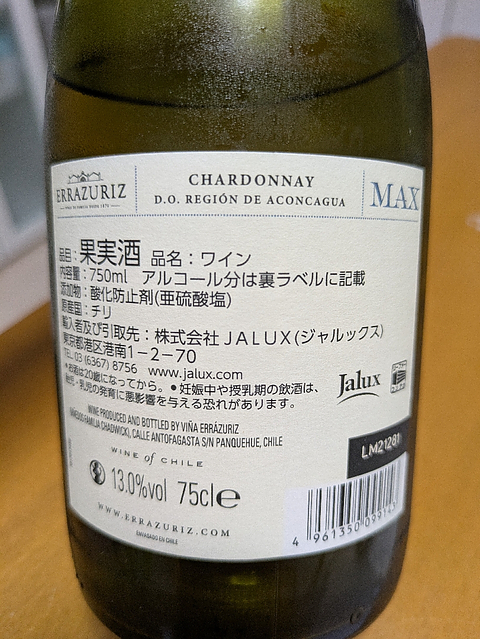 ERRAZURIZ
CHARDONNAY
D.O. REGIÓN DE ACONCAGUA
MAX
品目：果実酒 品名：ワイン
内容量：750ml アルコール分は裏ラベルに記載
添加物：酸化防止剤(亜硫酸塩)
原産国：チリ
輸入者及び引取先：株式会社 JALUX(ジャルックス)
東京都港区港南1－2－70
TEL 03 (6367) 8756 www.jalux.com
•お酒は20歳になってから。•妊娠中や授乳期の飲酒は、
胎児・乳児の発育に悪影響を与える恐れがあります。
Jalux
WINE PRODUCED AND BOTTLED BY VIÑA ERRÁZURIZ
FAMILIA CHADWICK), CALLE ANTOFAGASTA S/N PANQUEHUE, CHILE
WINE of CHILE
LM21281
13.0%vol 75cl e
WWW.ERRAZURIZ.COM
ENVASADO EN CHILE
4 961350